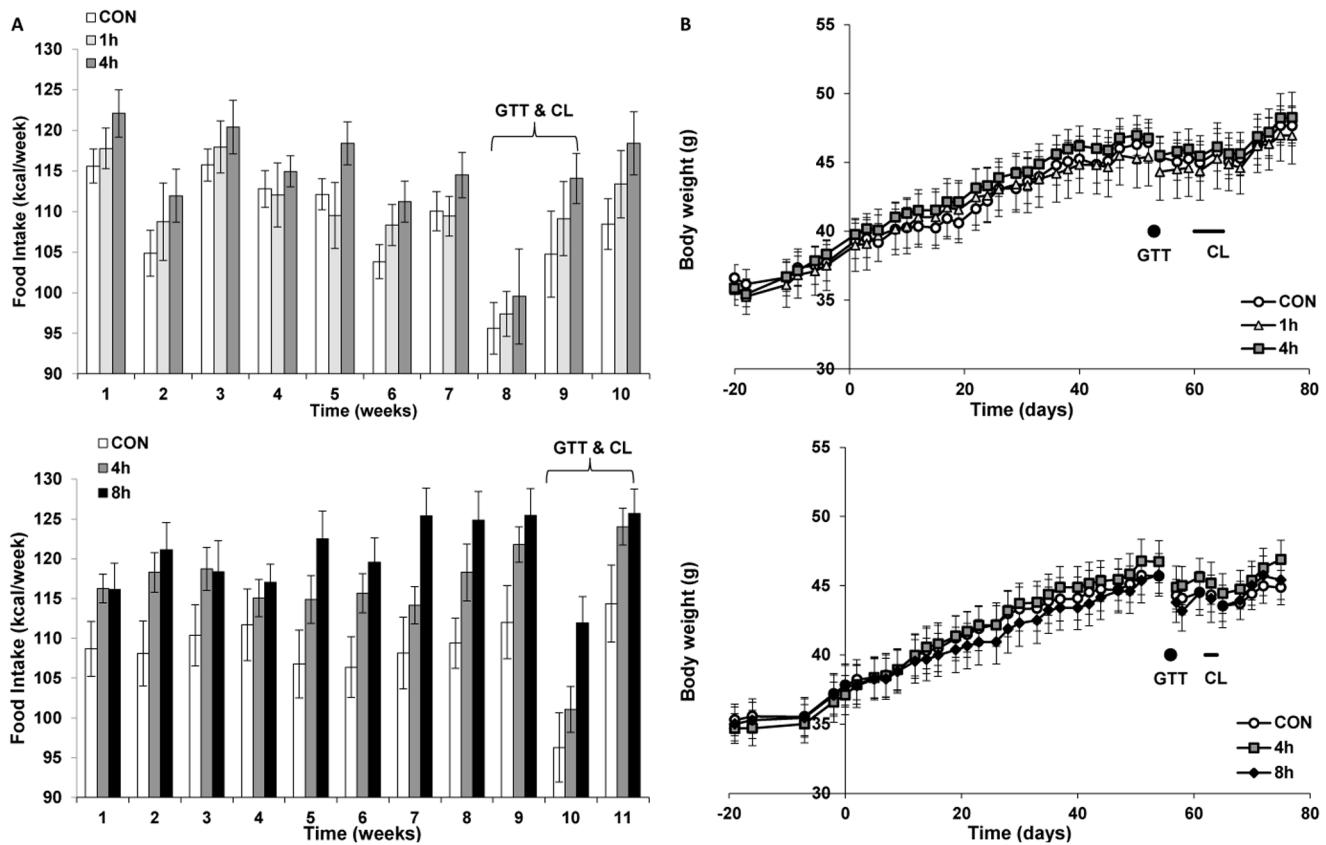 A
CON
1h
4h
130
125
120
115
110
105
100
95
90
Food Intake (kcal/week)
GTT & CL
1 2 3 4 5 6 7 8 9 10
Time (weeks)
B
55
50
45
40
35
30
Body weight (g)
GTT
CL
CON
1h
4h
-20 0 20 40 60 80
Time (days)
CON
4h
8h
130
125
120
115
110
105
100
95
90
Food Intake (kcal/week)
GTT & CL
1 2 3 4 5 6 7 8 9 10 11
Time (weeks)
55
50
45
40
35
30
Body weight (g)
GTT
CL
CON
4h
8h
-20 0 20 40 60 80
Time (days)